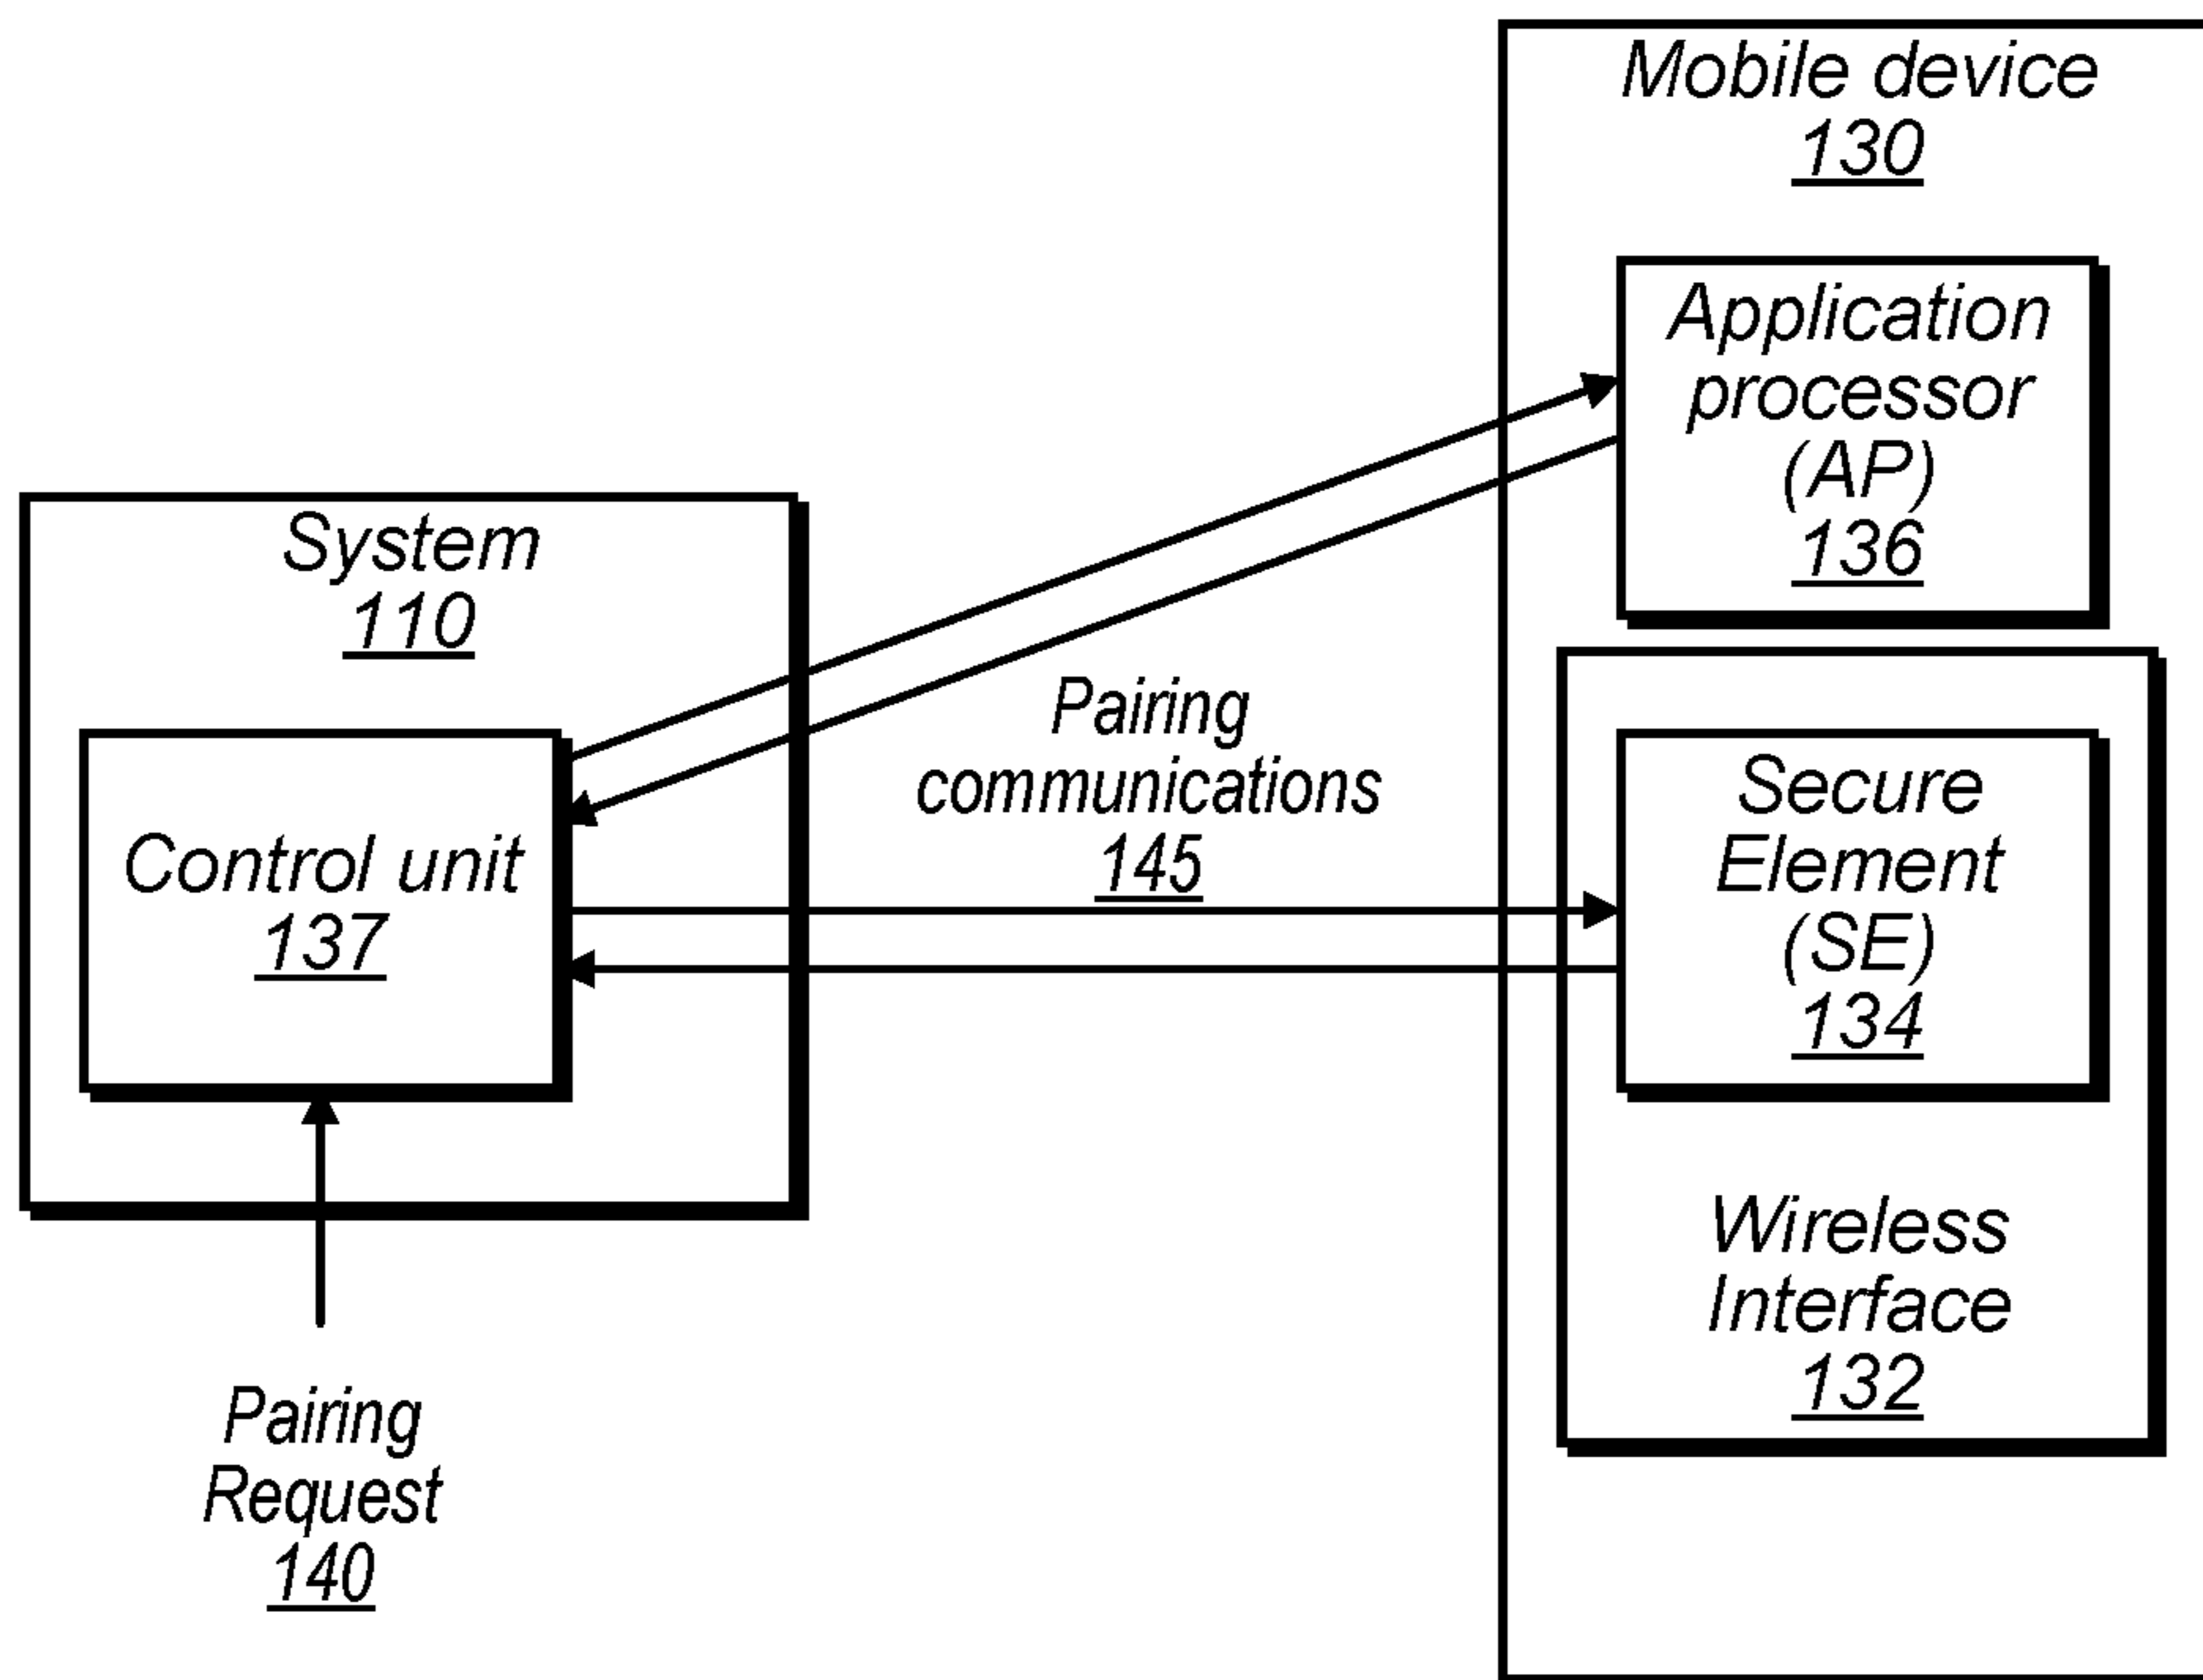 Mobile device
130
Application
processor
(AP)
136
System
110
Pairing
communications
145
Control unit
137
Secure
Element
(SE)
134
Wireless
Interface
132
Pairing
Request
140